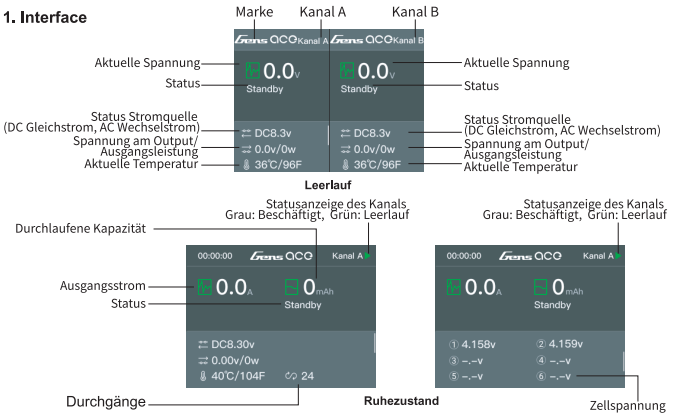 1. Interface
Marke
Kanal A
Kanal B
Gens ace Kanal A
Gens ace Kanal B
Aktuelle Spannung
0.0v
0.0v
Aktuelle Spannung
Status
Standby
Standby
Status
Status Stromquelle
(DC Gleichstrom, AC Wechselstrom)
DC8.3v
DC8.3v
Status Stromquelle
(DC Gleichstrom, AC Wechselstrom)
Spannung am Output/
Ausgangsleistung
0.0v/0w
0.0v/0w
Spannung am Output/
Ausgangsleistung
Aktuelle Temperatur
36°C/96F
36°C/96F
Aktuelle Temperatur
Leerlauf
Statusanzeige des Kanals
Grau: Beschäftigt, Grün: Leerlauf
Statusanzeige des Kanals
Grau: Beschäftigt, Grün: Leerlauf
Durchlaufene Kapazität
00:00:00 Gens ace Kanal A
Ausgangsstrom
0.0A
0mAh
Status
Standby
DC8.30v
0.00v/0w
40°C/104F
24
Durchgänge
00:00:00 Gens ace Kanal A
0.0A
0mAh
Standby
① 4.158v
② 4.159v
③ -.-v
④ -.-v
⑤ -.-v
⑥ -.-v
Ruhezustand
Zellspannung